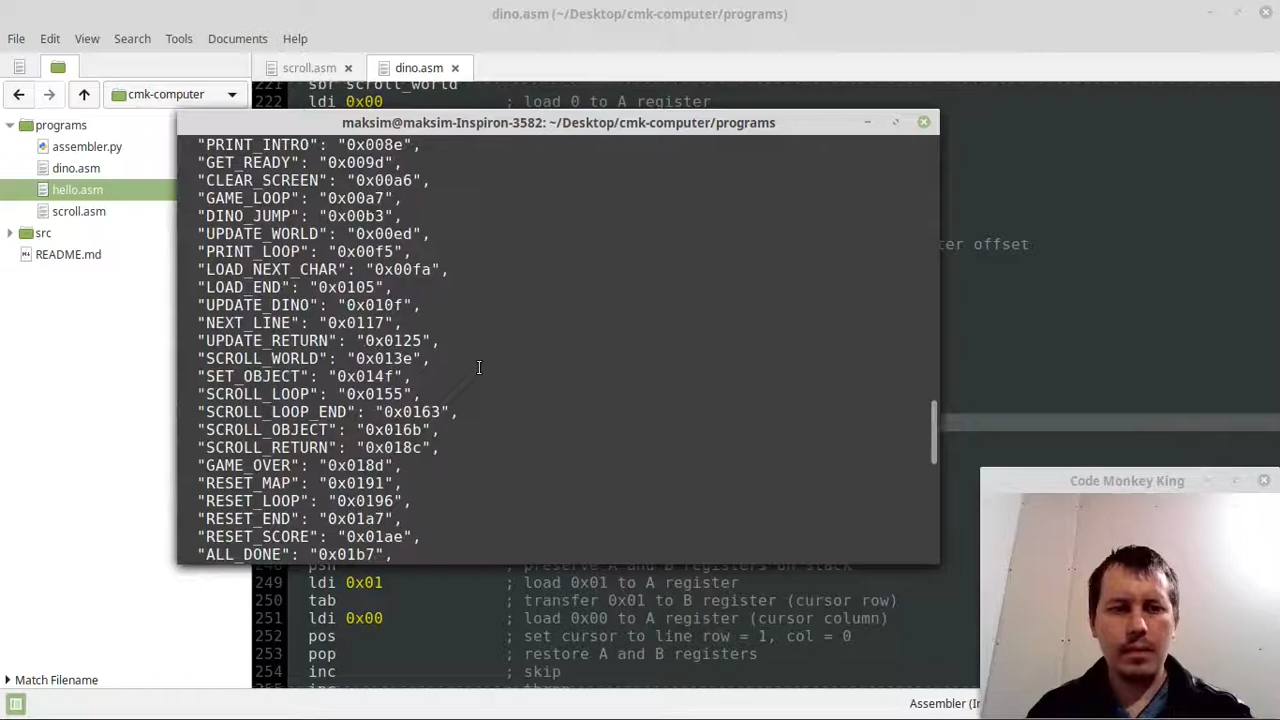 dino.asm (~/Desktop/cmk-computer/programs)
File Edit View Search Tools Documents Help
scroll.asm dino.asm
cmk-computer
programs
assembler.py
dino.asm
hello.asm
scroll.asm
src
README.md
Match Filename
221 sbr scroll_world
222 ldi 0x00 ; load 0 to A register
maksim@maksim-Inspiron-3582: ~/Desktop/cmk-computer/programs
"PRINT_INTRO": "0x008e",
"GET_READY": "0x009d",
"CLEAR_SCREEN": "0x00a6",
"GAME_LOOP": "0x00a7",
"DINO_JUMP": "0x00b3",
"UPDATE_WORLD": "0x00ed",
"PRINT_LOOP": "0x00f5",
"LOAD_NEXT_CHAR": "0x00fa",
"LOAD_END": "0x0105",
"UPDATE_DINO": "0x010f",
"NEXT_LINE": "0x0117",
"UPDATE_RETURN": "0x0125",
"SCROLL_WORLD": "0x013e",
"SET_OBJECT": "0x014f",
"SCROLL_LOOP": "0x0155",
"SCROLL_LOOP_END": "0x0163",
"SCROLL_OBJECT": "0x016b",
"SCROLL_RETURN": "0x018c",
"GAME_OVER": "0x018d",
"RESET_MAP": "0x0191",
"RESET_LOOP": "0x0196",
"RESET_END": "0x01a7",
"RESET_SCORE": "0x01ae",
"ALL_DONE": "0x01b7",
offset
registers on stack
249 ldi 0x01 ; load 0x01 to A register
250 tab ; transfer 0x01 to B register (cursor row)
251 ldi 0x00 ; load 0x00 to A register (cursor column)
252 pos ; set cursor to line row = 1, col = 0
253 pop ; restore A and B registers
254 inc ; skip
Code Monkey King